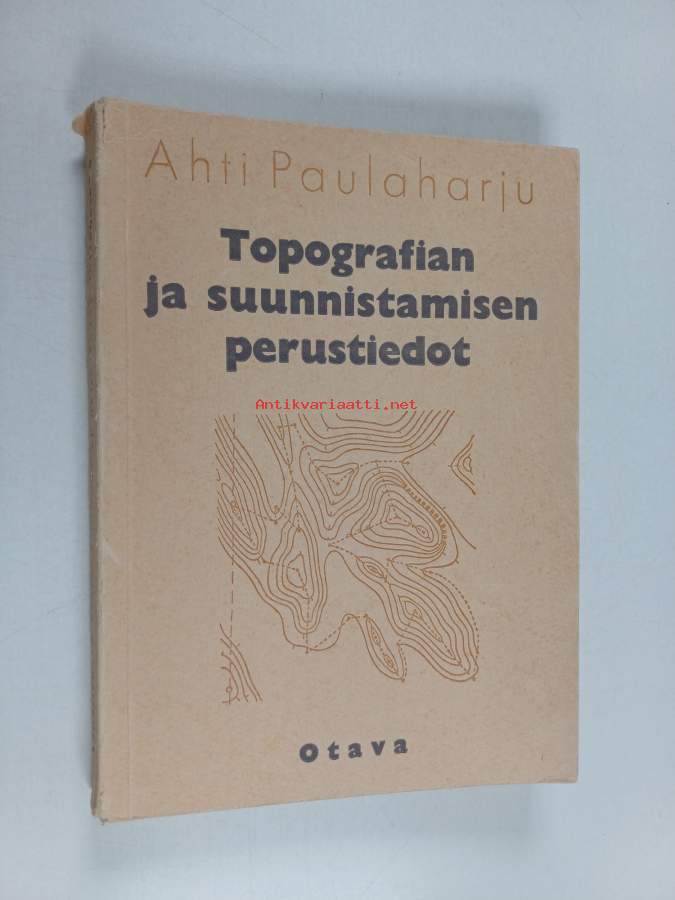 Ahti Paulaharju
Topografian
ja suunnistamisen
perustiedot
Antikvariaatti.net
Otava